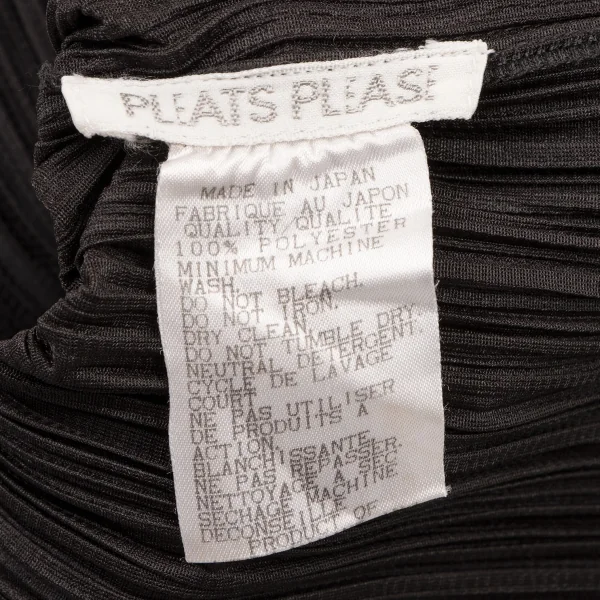 PLEATS PLEASE
MADE IN JAPAN
FABRIQUE AU JAPON
QUALITY/QUALITE
100% POLYESTER
MINIMUM MACHINE
WASH.
DO NOT BLEACH.
DO NOT IRON.
DRY CLEAN.
DO NOT TUMBLE DRY.
NEUTRAL DETERGENT.
CYCLE DE LAVAGE
COURT
NE PAS UTILISER
DE PRODUITS A
ACTION
BLANCHISSANTE
NE PAS REPASSER.
NETTOYAGE A SEC
SECHAGE MACHINE
DECONSEILLE
PRODUCT OF